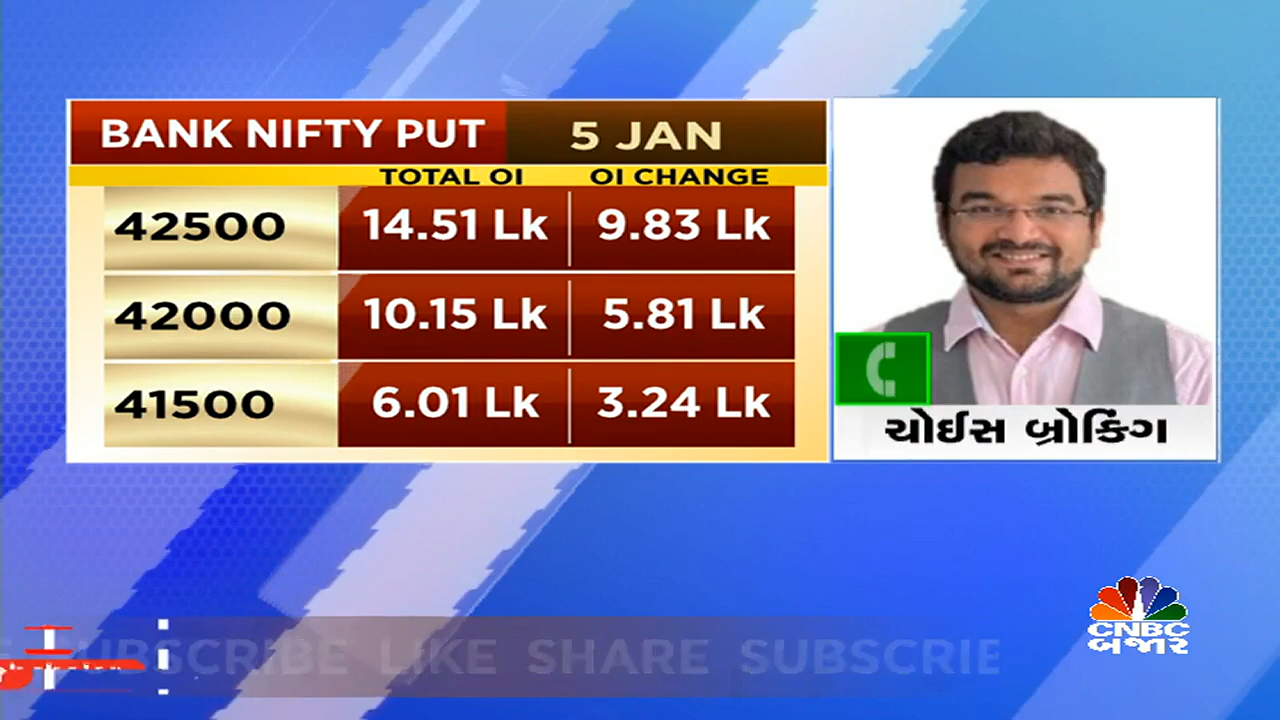 BANK NIFTY PUT 5 JAN
TOTAL OI OI CHANGE
42500 14.51 Lk 9.83 Lk
42000 10.15 Lk 5.81 Lk
41500 6.01 Lk 3.24 Lk
ચોઈસ બ્રોકિંગ
CNBC
બજાર
SUBSCRIBE LIKE SHARE SUBSCRIE